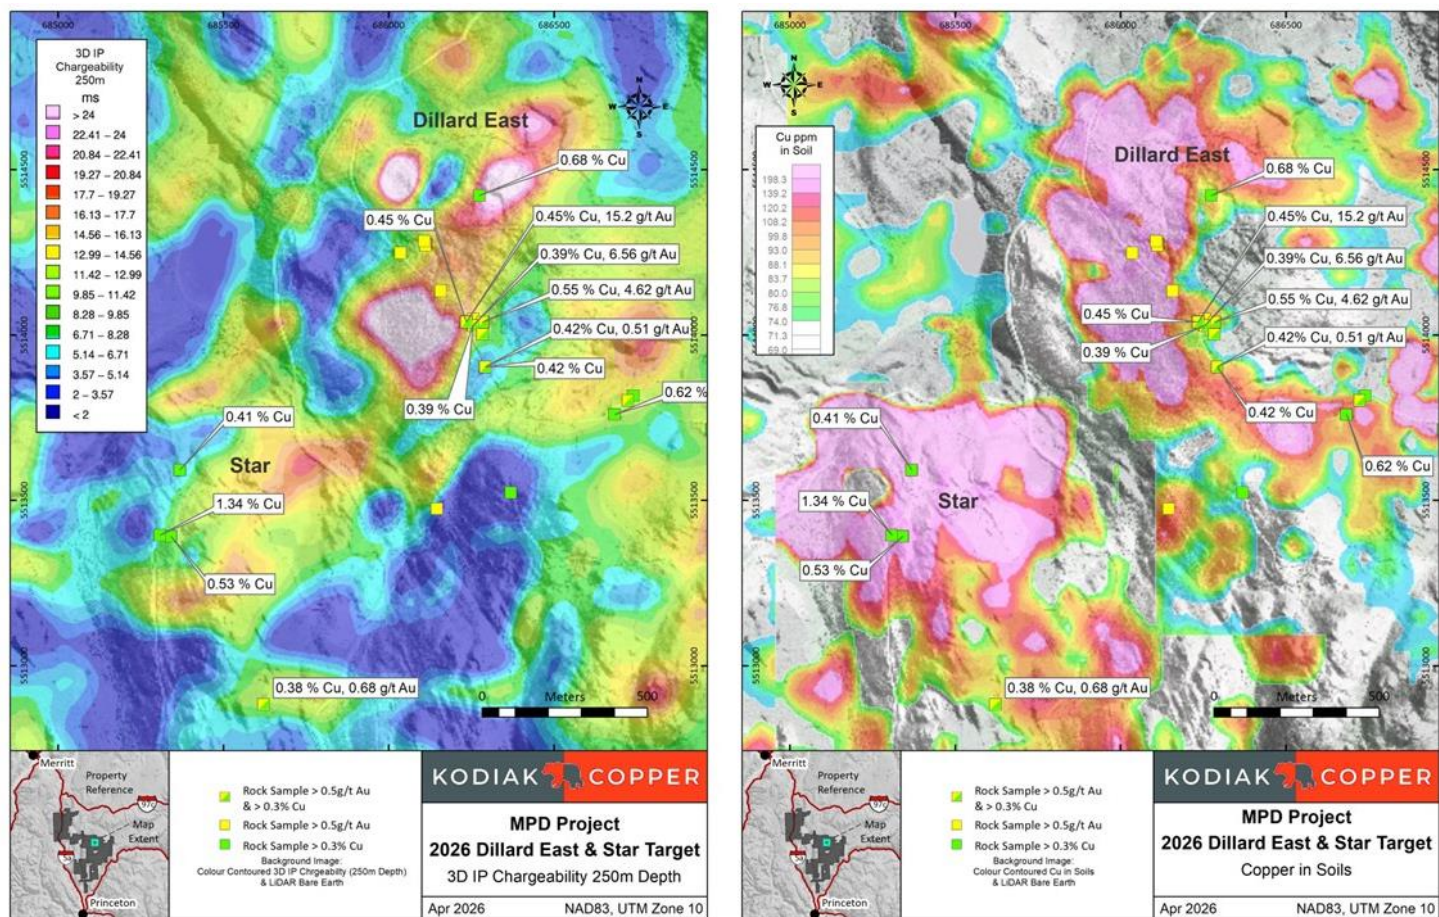 685000
685500
686000
686500
3D IP
Chargeability
250m
ms
> 24
22.41 – 24
20.84 – 22.41
19.27 – 20.84
17.7 – 19.27
16.13 – 17.7
14.56 – 16.13
12.99 – 14.56
11.42 – 12.99
9.85 – 11.42
8.28 – 9.85
6.71 – 8.28
5.14 – 6.71
3.57 – 5.14
2 – 3.57
< 2
N
W E
S
Dillard East
5514500
5514500
0.68 % Cu
0.45 % Cu
0.45% Cu, 15.2 g/t Au
0.39% Cu, 6.56 g/t Au
0.55 % Cu, 4.62 g/t Au
5514000
5514000
0.42% Cu, 0.51 g/t Au
0.42 % Cu
0.39 % Cu
0.62 %
0.41 % Cu
Star
5513500
5513500
1.34 % Cu
0.53 % Cu
5513000
5513000
0.38 % Cu, 0.68 g/t Au
0 Meters 500
Merritt
Property
Reference
97c
Map
Extent
5a
Princeton
Rock Sample > 0.5g/t Au
& > 0.3% Cu
Rock Sample > 0.5g/t Au
Rock Sample > 0.3% Cu
Background Image:
Colour Contoured 3D IP Chrgeability (250m Depth)
& LiDAR Bare Earth
KODIAK COPPER
MPD Project
2026 Dillard East & Star Target
3D IP Chargeability 250m Depth
Apr 2026 NAD83, UTM Zone 10
685000
685500
686000
686500
N
W E
S
Cu ppm
in Soil
198.3
139.2
120.2
99.8
93.0
88.1
83.7
80.0
76.8
74.0
71.3
69.0
Dillard East
5514500
5514500
0.68 % Cu
0.45% Cu, 15.2 g/t Au
0.39% Cu, 6.56 g/t Au
0.55 % Cu, 4.62 g/t Au
0.45 % Cu
5514000
5514000
0.42% Cu, 0.51 g/t Au
0.39 % Cu
0.42 % Cu
0.41 % Cu
0.62 % Cu
Star
5513500
5513500
1.34 % Cu
0.53 % Cu
5513000
5513000
0.38 % Cu, 0.68 g/t Au
0 Meters 500
Merritt
Property
Reference
97c
Map
Extent
5a
Princeton
Rock Sample > 0.5g/t Au
& > 0.3% Cu
Rock Sample > 0.5g/t Au
Rock Sample > 0.3% Cu
Background Image:
Colour Contoured Cu in Soils
& LiDAR Bare Earth
KODIAK COPPER
MPD Project
2026 Dillard East & Star Target
Copper in Soils
Apr 2026 NAD83, UTM Zone 10